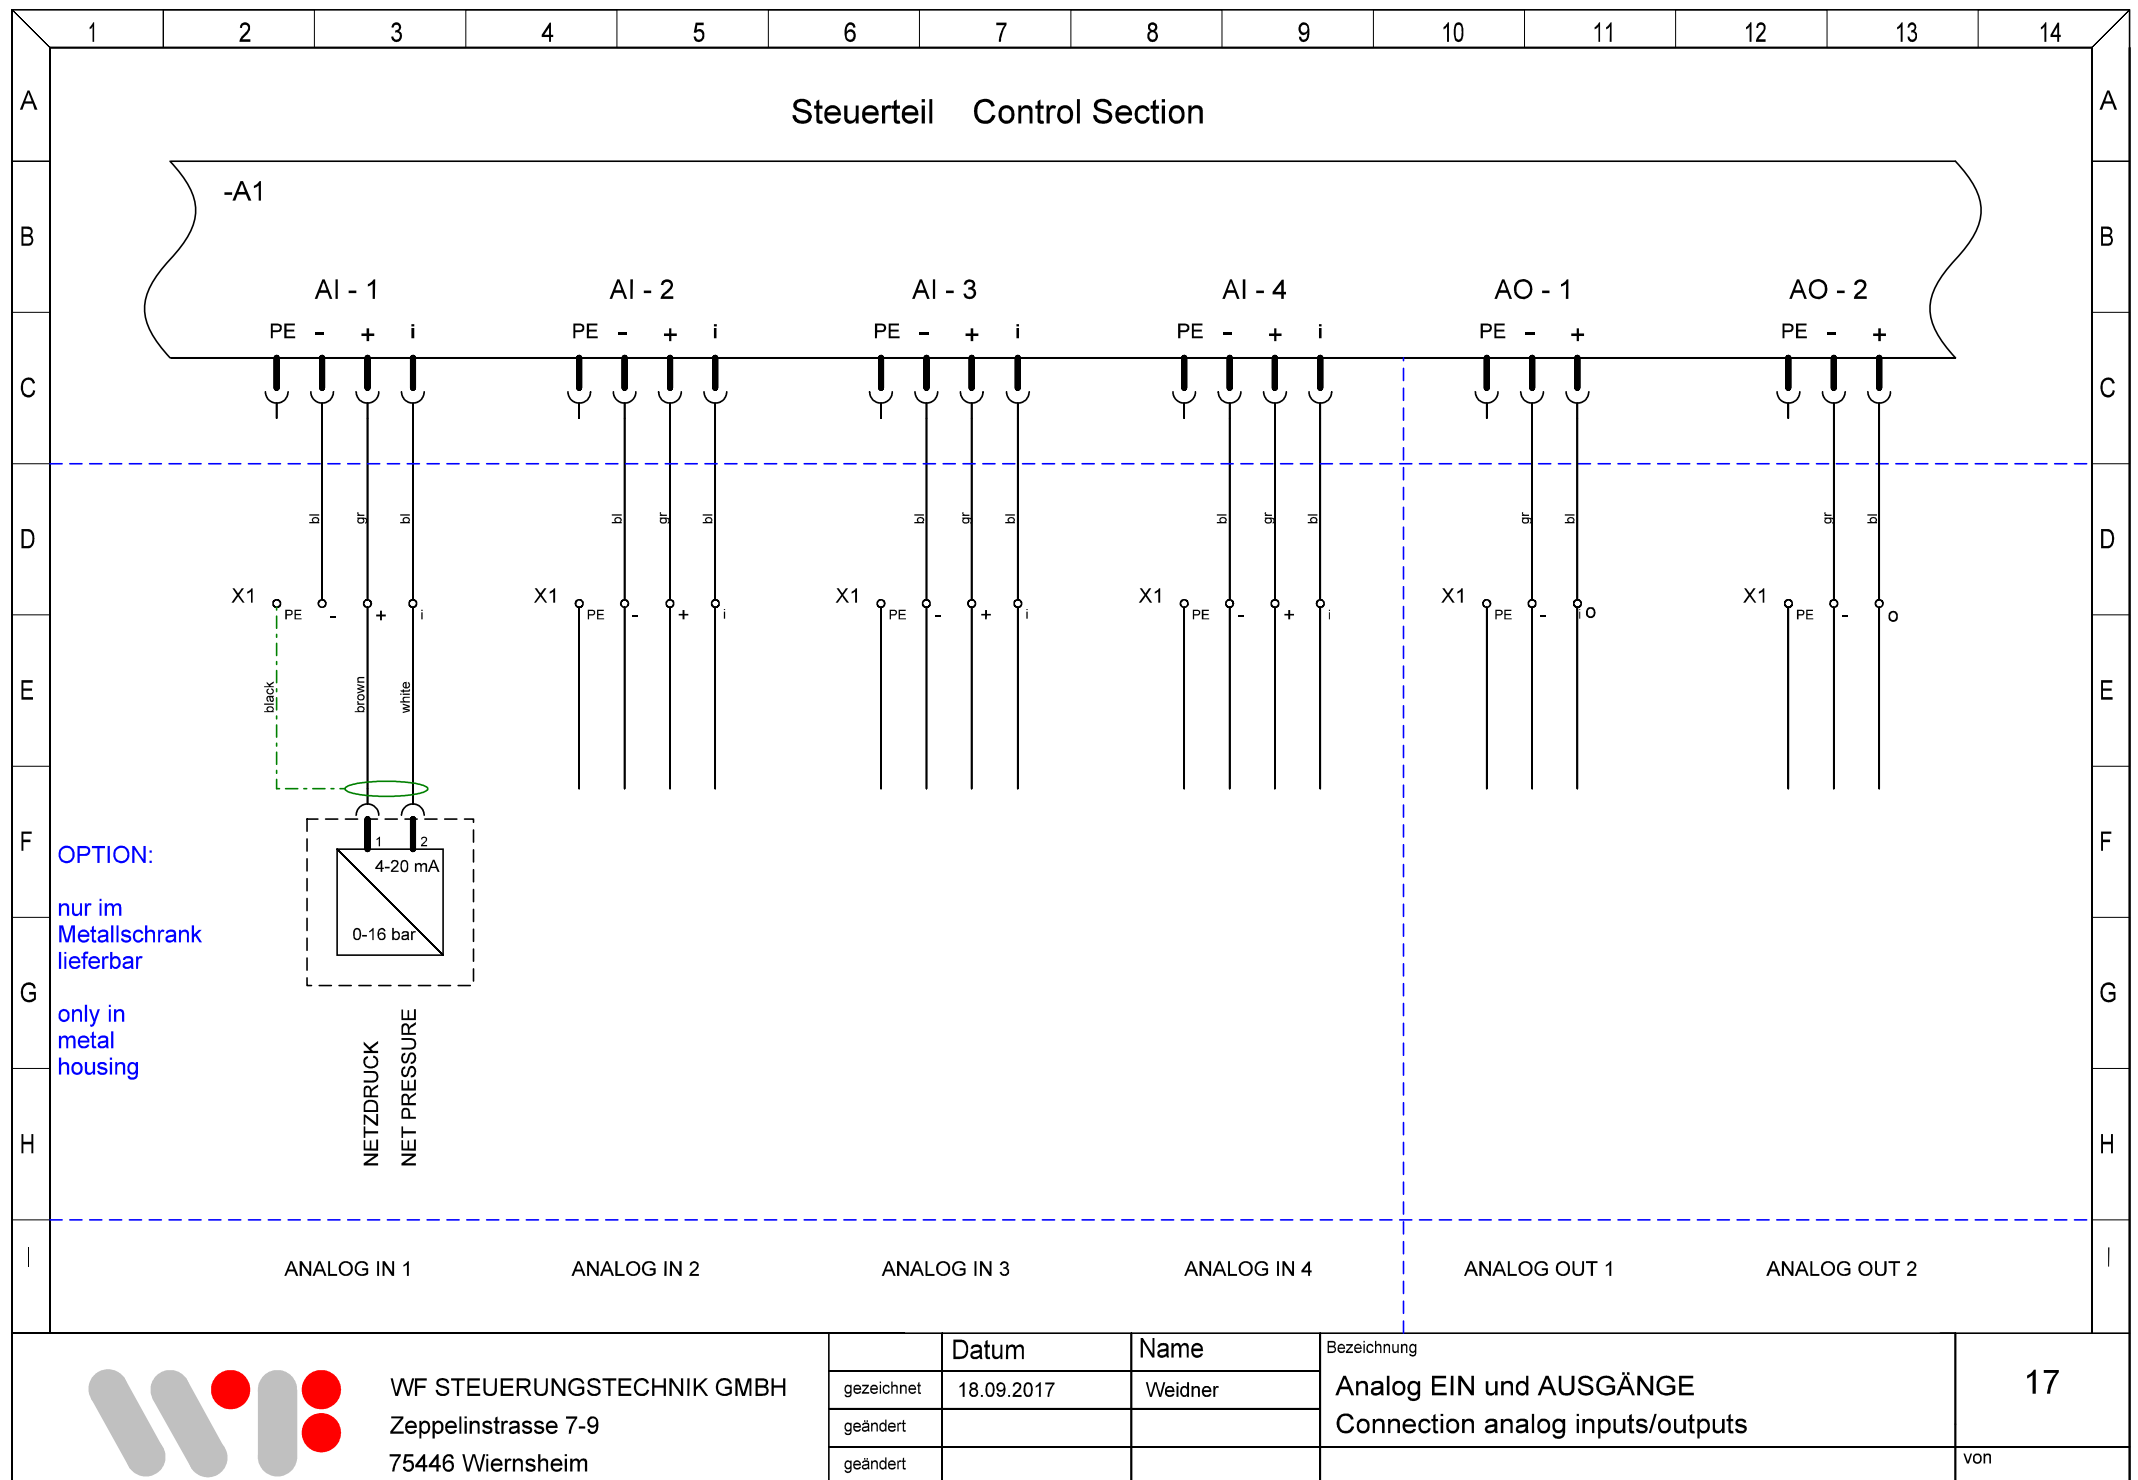 1 2 3 4 5 6 7 8 9 10 11 12 13 14
A A
Steuerteil Control Section
-A1
B B
AI - 1 AI - 2 AI - 3 AI - 4 AO - 1 AO - 2
PE - + i PE - + i PE - + i PE - + i PE - + PE - +
C C
bl gr bl bl gr bl bl gr bl bl gr bl gr bl gr bl
D D
X1 X1 X1 X1 X1 X1
PE - + i PE - + i PE - + i PE - + i PE - i o PE - o
E E
black brown white
F F
1 2
OPTION:
4-20 mA
nur im
Metallschrank
lieferbar
0-16 bar
G G
only in
metal
housing
NETZDRUCK
NET PRESSURE
H H
I I
ANALOG IN 1 ANALOG IN 2 ANALOG IN 3 ANALOG IN 4 ANALOG OUT 1 ANALOG OUT 2
WF STEUERUNGSTECHNIK GMBH
Zeppelinstrasse 7-9
75446 Wiernsheim
Datum Name
gezeichnet 18.09.2017 Weidner
geändert
geändert
Bezeichnung
Analog EIN und AUSGÄNGE
Connection analog inputs/outputs
17
von